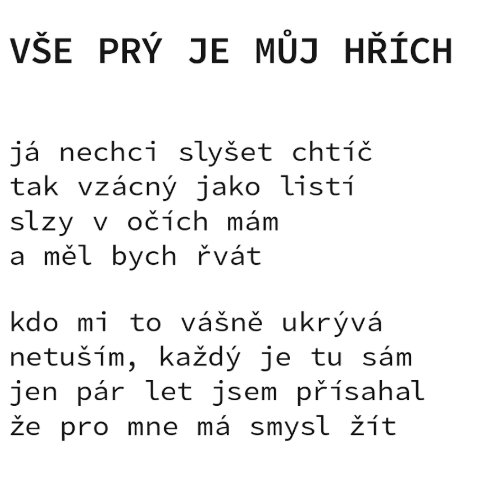 VŠE PRÝ JE MŮJ HŘÍCH
já nechci slyšet chtíč
tak vzácný jako listí
slzy v očích mám
a měl bych řvát
kdo mi to vášně ukrývá
netuším, každý je tu sám
jen pár let jsem přísahal
že pro mne má smysl žít